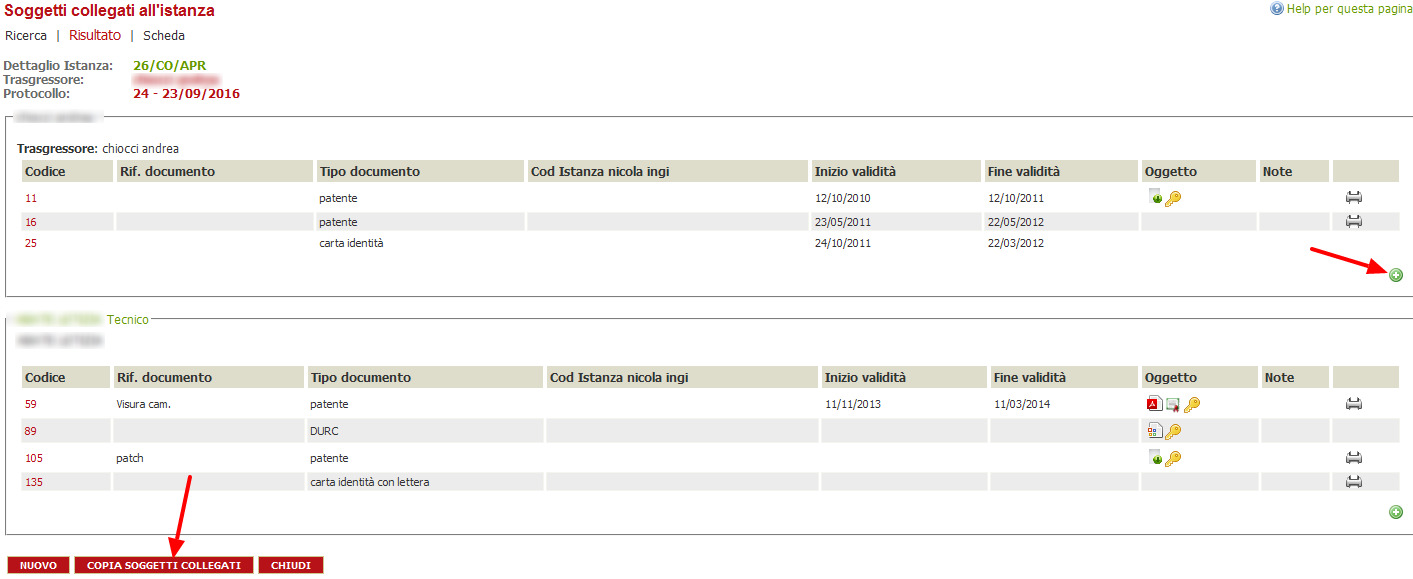 Soggetti collegati all'istanza
Help per questa pagina
Ricerca | Risultato | Scheda
Dettaglio Istanza: 26/CO/APR
Trasgressore:
Protocollo: 24 - 23/09/2016
Trasgressore: chiocci andrea
Codice Rif. documento Tipo documento Cod Istanza nicola ingi Inizio validità Fine validità Oggetto Note
11 patente 12/10/2010 12/10/2011
16 patente 23/05/2011 22/05/2012
25 carta identità 24/10/2011 22/03/2012
Tecnico
Codice Rif. documento Tipo documento Cod Istanza nicola ingi Inizio validità Fine validità Oggetto Note
59 Visura cam. patente 11/11/2013 11/03/2014
89 DURC
105 patch patente
135 carta identità con lettera
NUOVO COPIA SOGGETTI COLLEGATI CHIUDI